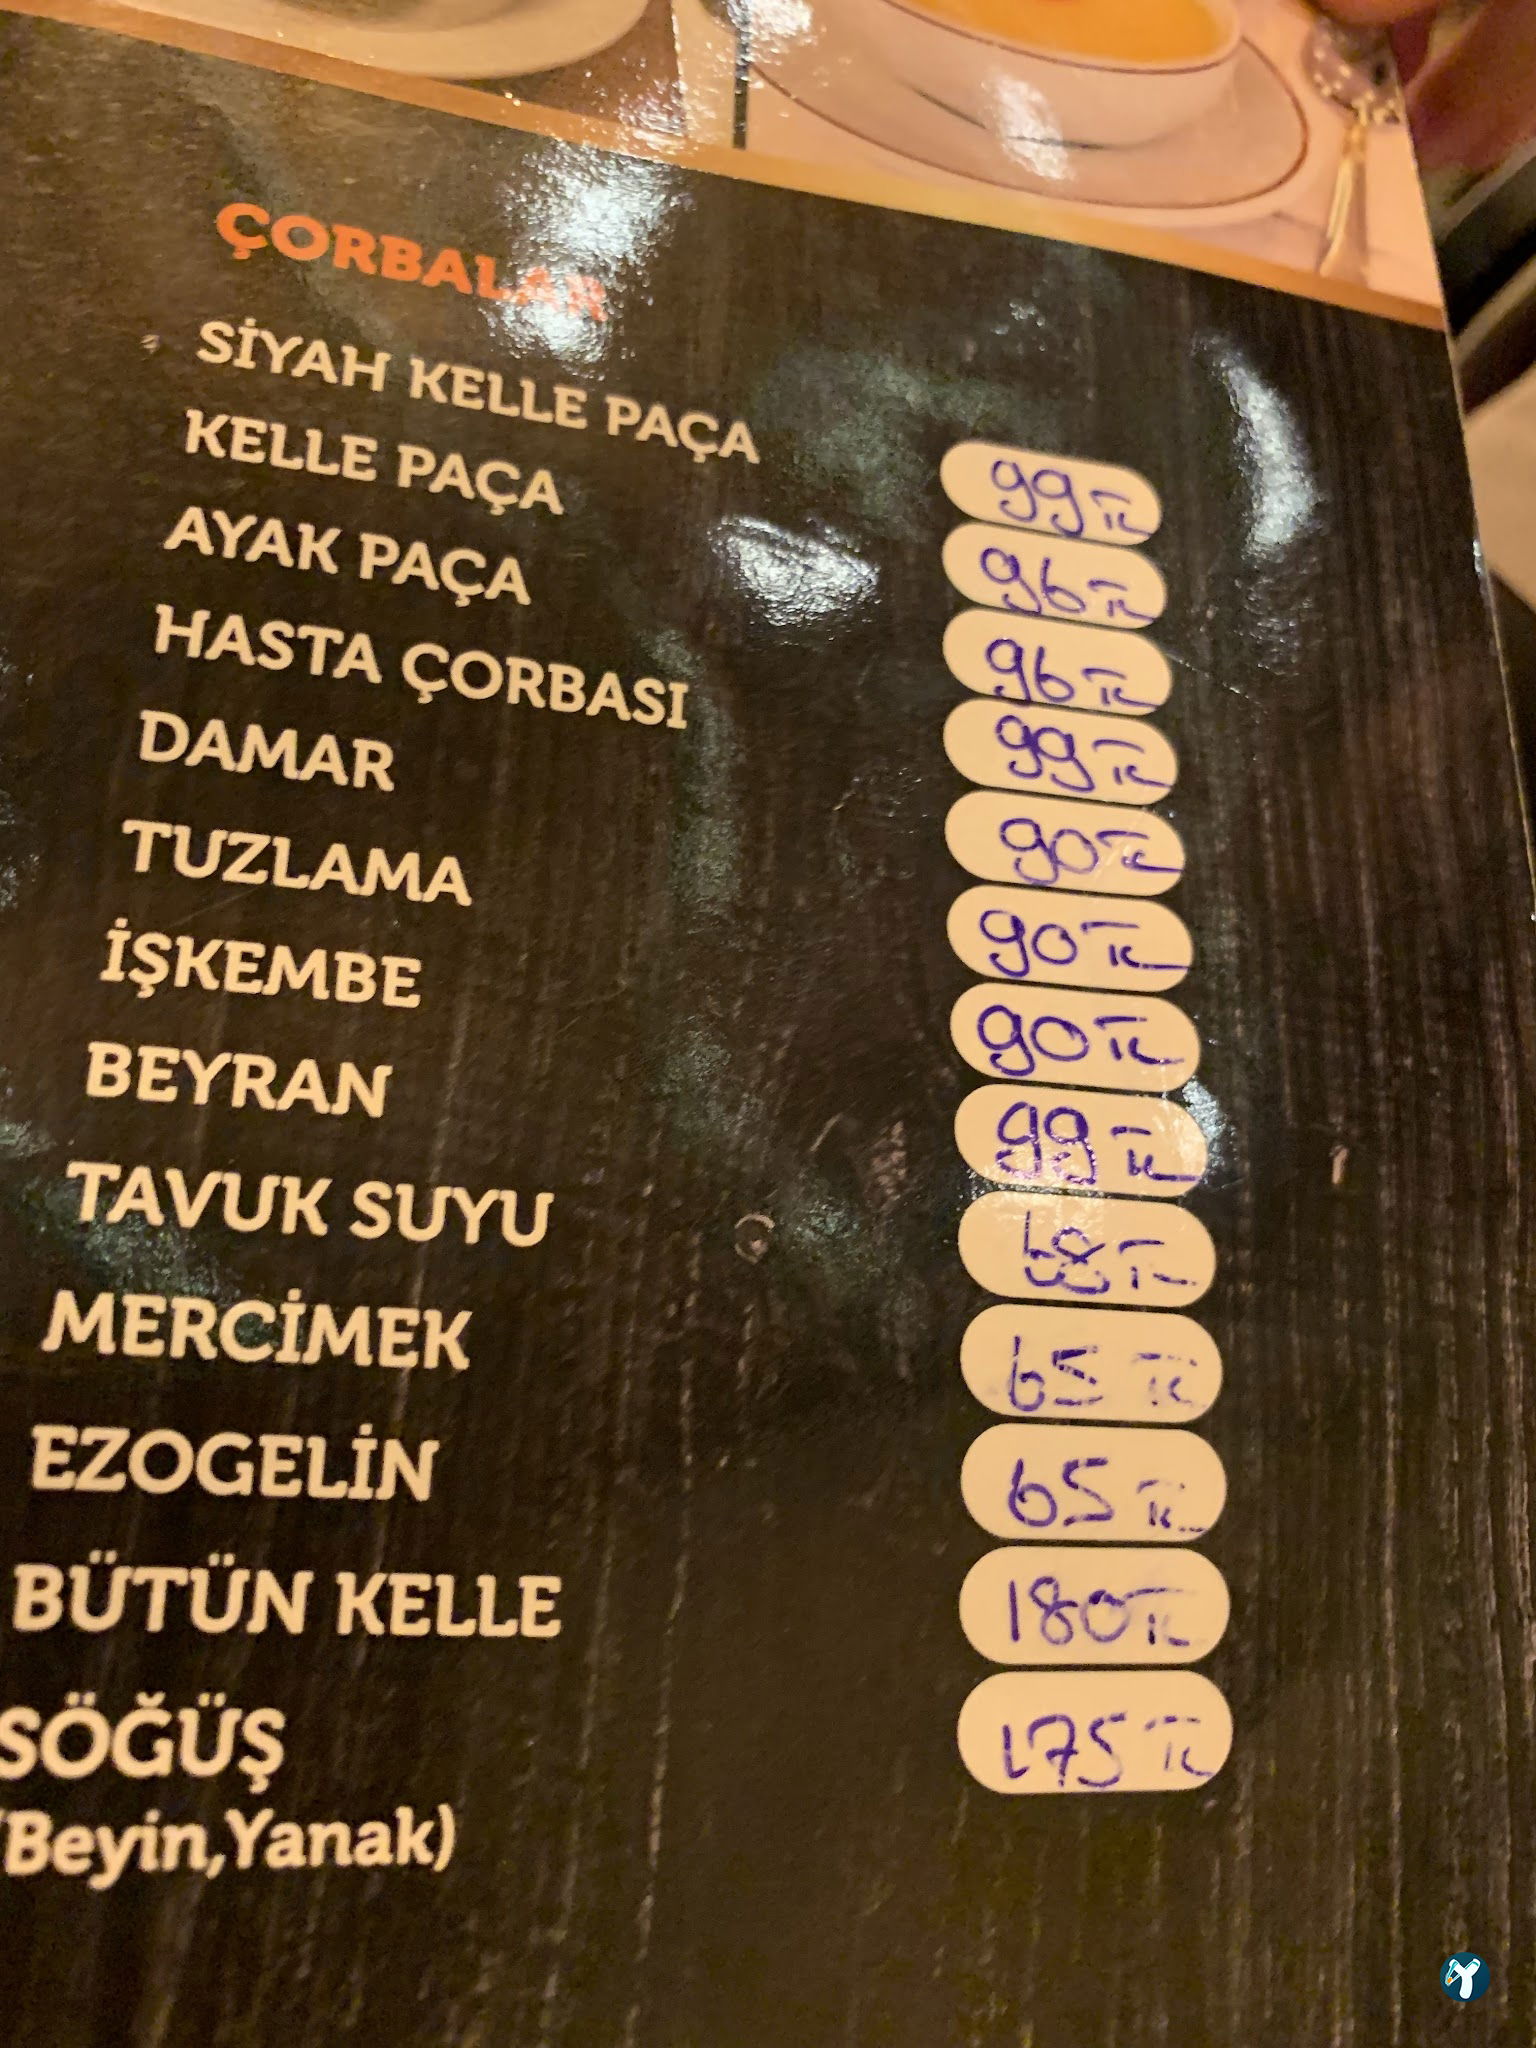 ÇORBALAR
SİYAH KELLE PAÇA 99 TL
KELLE PAÇA 96 TL
AYAK PAÇA 96 TL
HASTA ÇORBASI 99 TL
DAMAR 90 TL
TUZLAMA 90 TL
İŞKEMBE 90 TL
BEYRAN 99 TL
TAVUK SUYU TL
MERCİMEK 65 TL
EZOGELİN 65 TL
BÜTÜN KELLE 180 TL
SÖĞÜŞ 175 TL
(Beyin,Yanak)